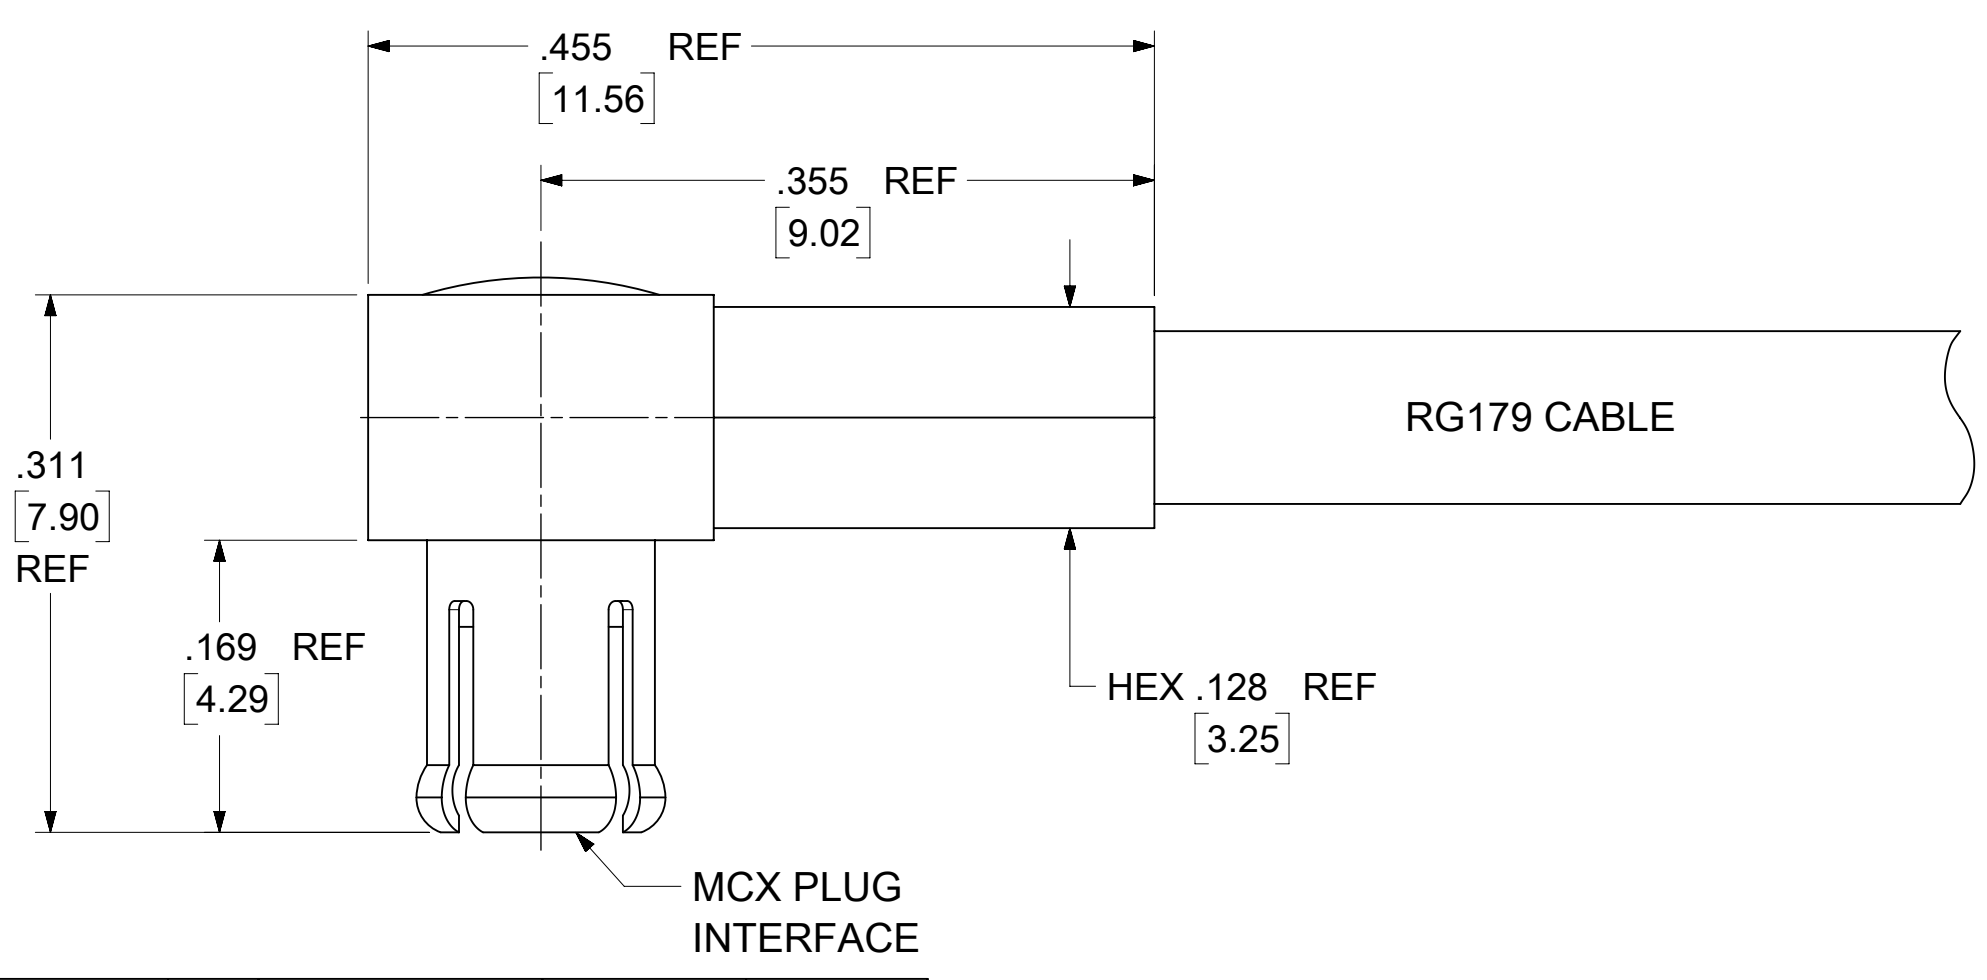 .455 REF
[11.56]
.355 REF
[9.02]
RG179 CABLE
.311
[7.90]
REF
.169 REF
[4.29]
HEX .128 REF
[3.25]
MCX PLUG
INTERFACE